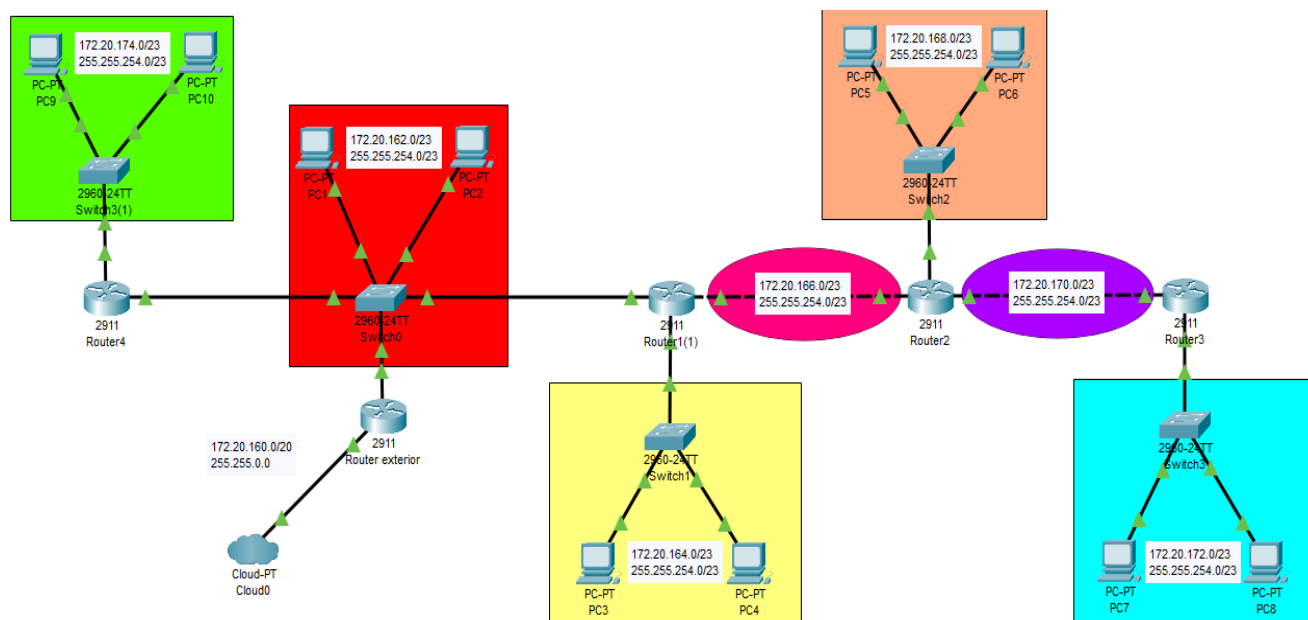 172.20.174.0/23
255.255.254.0/23
PC-PT
PC9
PC-PT
PC10
2960-24TT
Switch3(1)
2911
Router4
172.20.162.0/23
255.255.254.0/23
PC-PT
PC1
PC-PT
PC2
2960-24TT
Switch0
2911
Router exterior
172.20.160.0/20
255.255.0.0
Cloud-PT
Cloud0
2911
Router1(1)
172.20.166.0/23
255.255.254.0/23
172.20.168.0/23
255.255.254.0/23
PC-PT
PC5
PC-PT
PC6
2960-24TT
Switch2
2911
Router2
172.20.170.0/23
255.255.254.0/23
2911
Router3
2960-24TT
Switch1
172.20.164.0/23
255.255.254.0/23
PC-PT
PC3
PC-PT
PC4
2960-24TT
Switch3
172.20.172.0/23
255.255.254.0/23
PC-PT
PC7
PC-PT
PC8